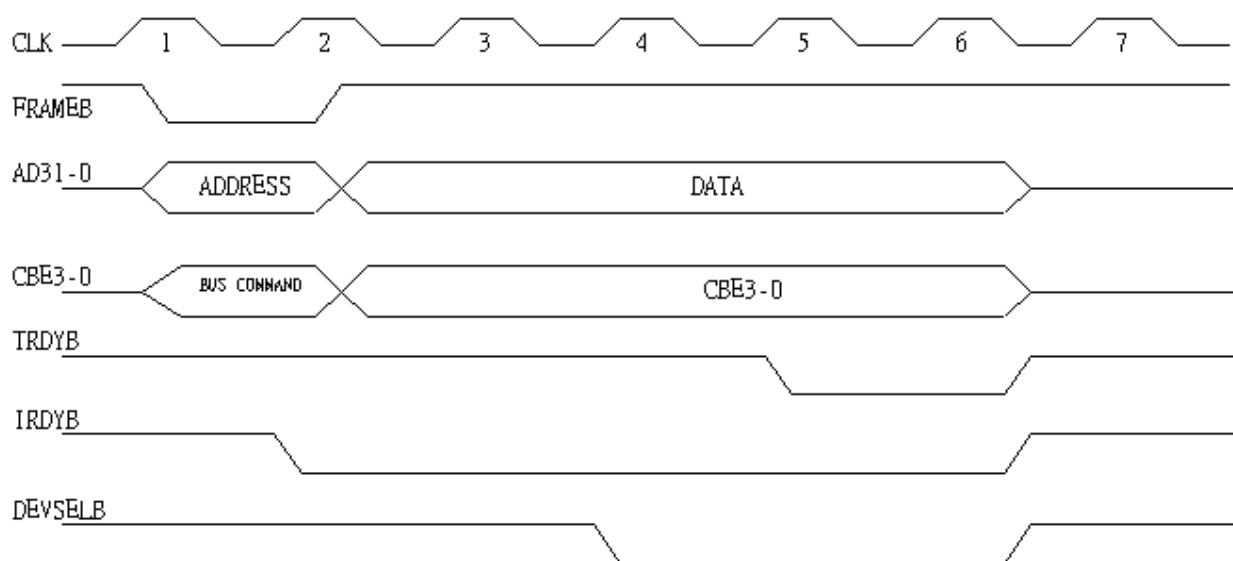 CLK 1 2 3 4 5 6 7
FRAMEB
AD31-0 ADDRESS DATA
CBE3-0 BUS COMMAND CBE3-0
TRDYB
IRDYB
DEVSELB